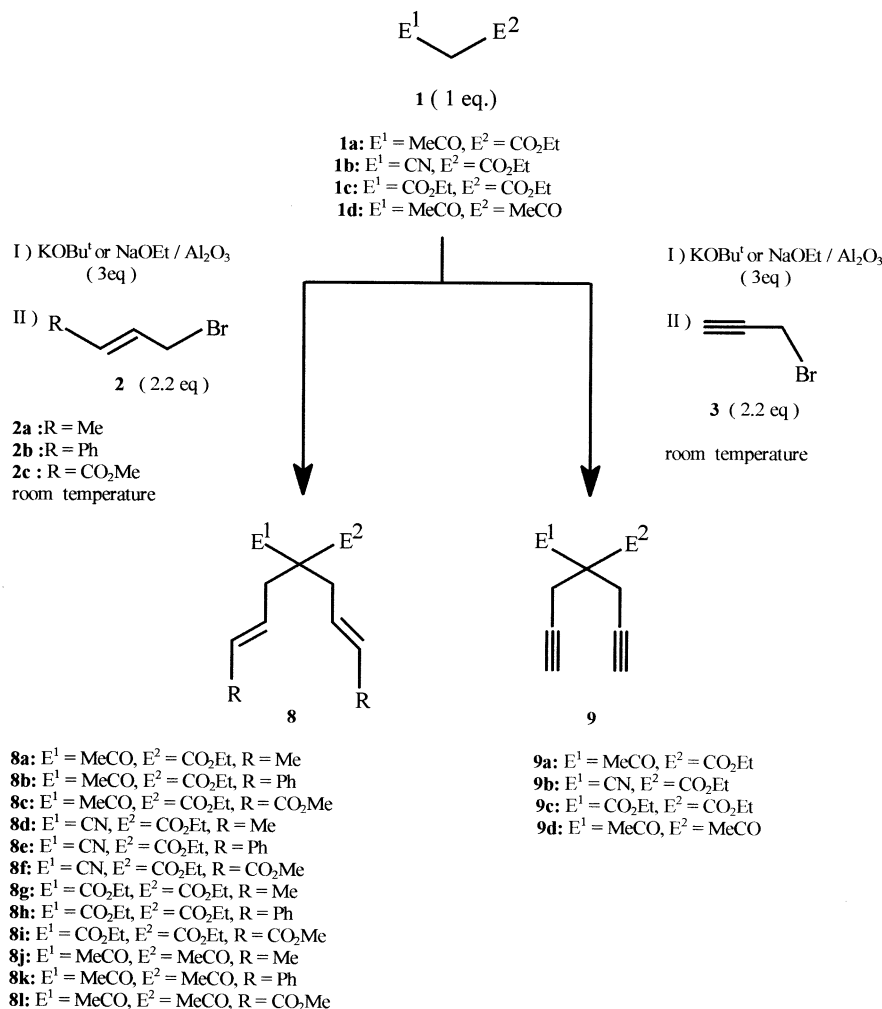 E¹ E²
1 ( 1 eq.)
1a: E¹ = MeCO, E² = CO₂Et
1b: E¹ = CN, E² = CO₂Et
1c: E¹ = CO₂Et, E² = CO₂Et
1d: E¹ = MeCO, E² = MeCO
I ) KOBuᵗ or NaOEt / Al₂O₃
( 3eq )
II )
R Br
2 ( 2.2 eq )
2a :R = Me
2b :R = Ph
2c : R = CO₂Me
room temperature
I ) KOBuᵗ or NaOEt / Al₂O₃
( 3eq )
II )
Br
3 ( 2.2 eq )
room temperature
E¹ E²
R R
8
E¹ E²
9
8a: E¹ = MeCO, E² = CO₂Et, R = Me
8b: E¹ = MeCO, E² = CO₂Et, R = Ph
8c: E¹ = MeCO, E² = CO₂Et, R = CO₂Me
8d: E¹ = CN, E² = CO₂Et, R = Me
8e: E¹ = CN, E² = CO₂Et, R = Ph
8f: E¹ = CN, E² = CO₂Et, R = CO₂Me
8g: E¹ = CO₂Et, E² = CO₂Et, R = Me
8h: E¹ = CO₂Et, E² = CO₂Et, R = Ph
8i: E¹ = CO₂Et, E² = CO₂Et, R = CO₂Me
8j: E¹ = MeCO, E² = MeCO, R = Me
8k: E¹ = MeCO, E² = MeCO, R = Ph
8l: E¹ = MeCO, E² = MeCO, R = CO₂Me
9a: E¹ = MeCO, E² = CO₂Et
9b: E¹ = CN, E² = CO₂Et
9c: E¹ = CO₂Et, E² = CO₂Et
9d: E¹ = MeCO, E² = MeCO